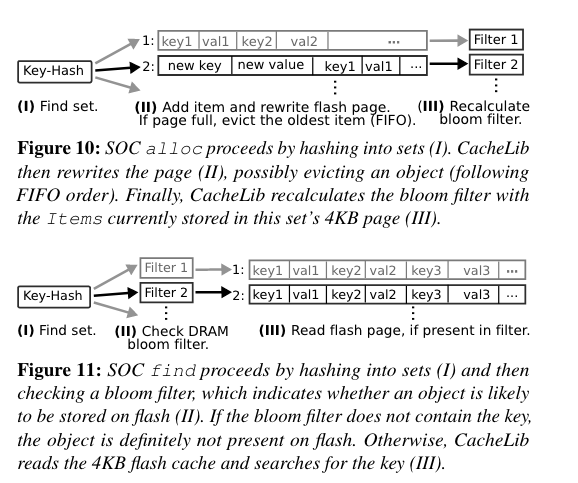 1: key1 val1 key2 val2 ... Filter 1
Key-Hash 2: new key new value key1 val1 ... Filter 2
(I) Find set. (II) Add item and rewrite flash page. (III) Recalculate
If page full, evict the oldest item (FIFO). bloom filter.
Figure 10: SOC alloc proceeds by hashing into sets (I). CacheLib
then rewrites the page (II), possibly evicting an object (following
FIFO order). Finally, CacheLib recalculates the bloom filter with
the Items currently stored in this set's 4KB page (III).
Filter 1 1: key1 val1 key2 val2 key3 val3 ...
Key-Hash Filter 2 2: key1 val1 key2 val2 key3 val3 ...
(I) Find set. (II) Check DRAM (III) Read flash page, if present in filter.
bloom filter.
Figure 11: SOC find proceeds by hashing into sets (I) and then
checking a bloom filter, which indicates whether an object is likely
to be stored on flash (II). If the bloom filter does not contain the key,
the object is definitely not present on flash. Otherwise, CacheLib
reads the 4KB flash cache and searches for the key (III).